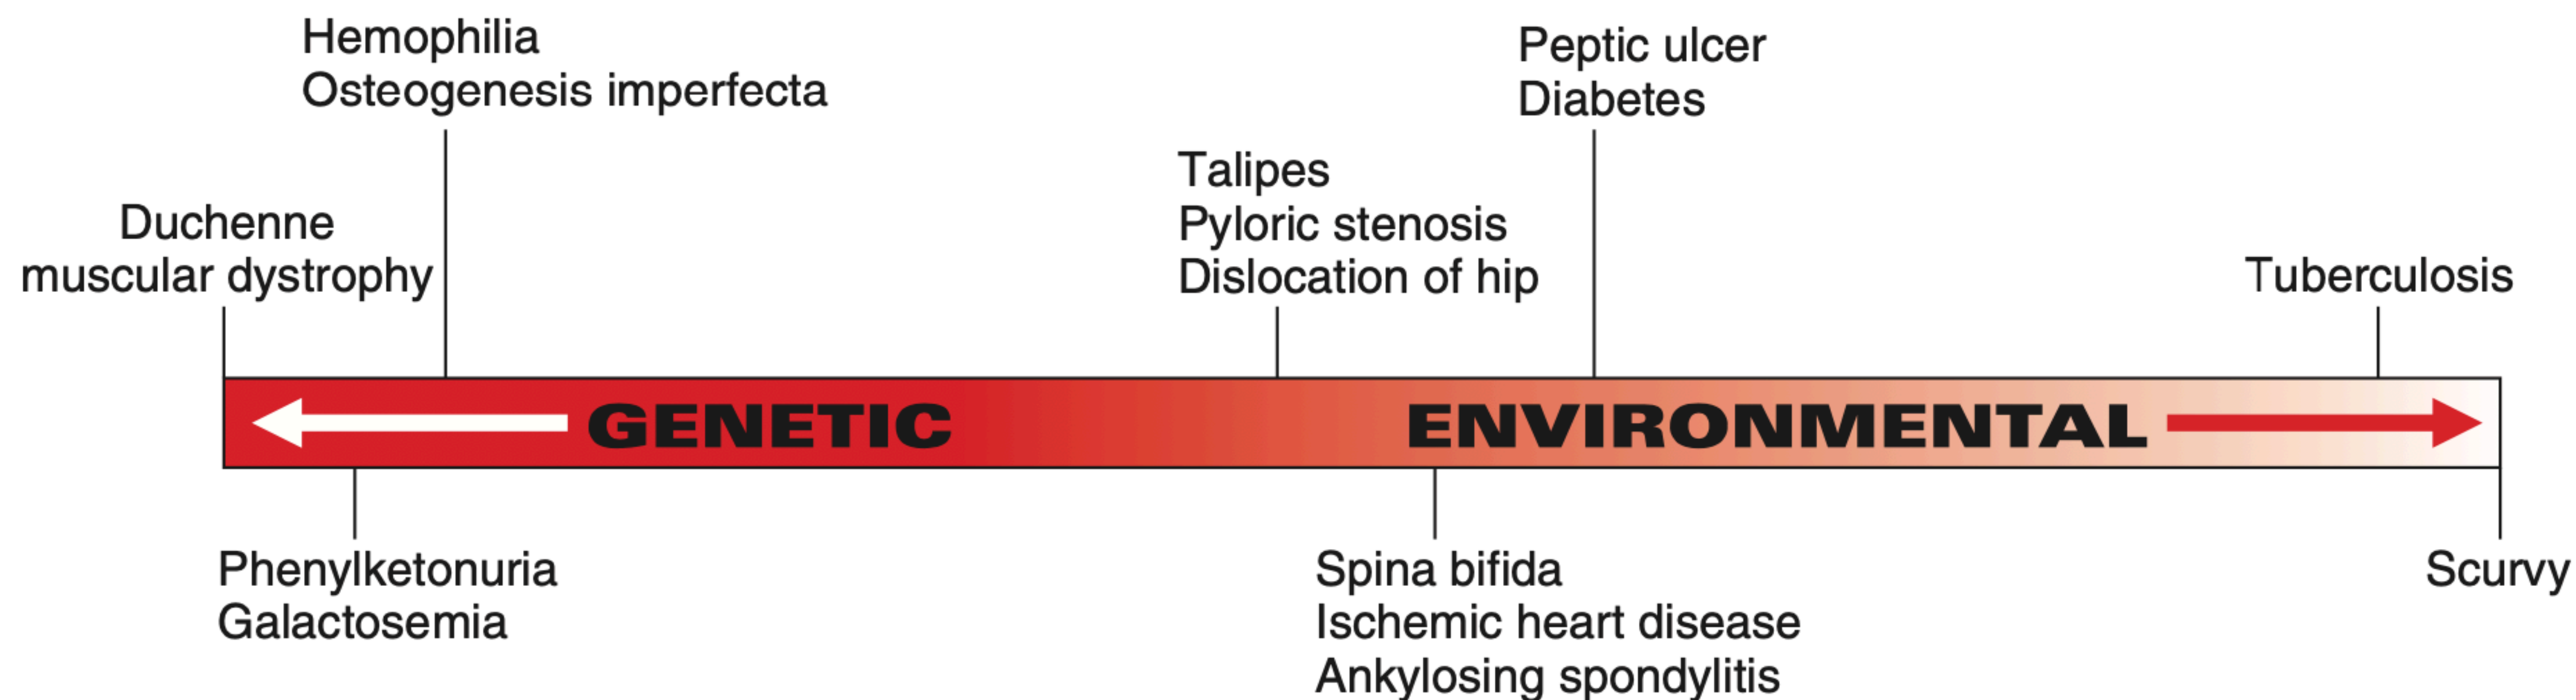 Hemophilia
Osteogenesis imperfecta
Peptic ulcer
Diabetes
Duchenne
muscular dystrophy
Talipes
Pyloric stenosis
Dislocation of hip
Tuberculosis
GENETIC
ENVIRONMENTAL
Phenylketonuria
Galactosemia
Spina bifida
Ischemic heart disease
Ankylosing spondylitis
Scurvy